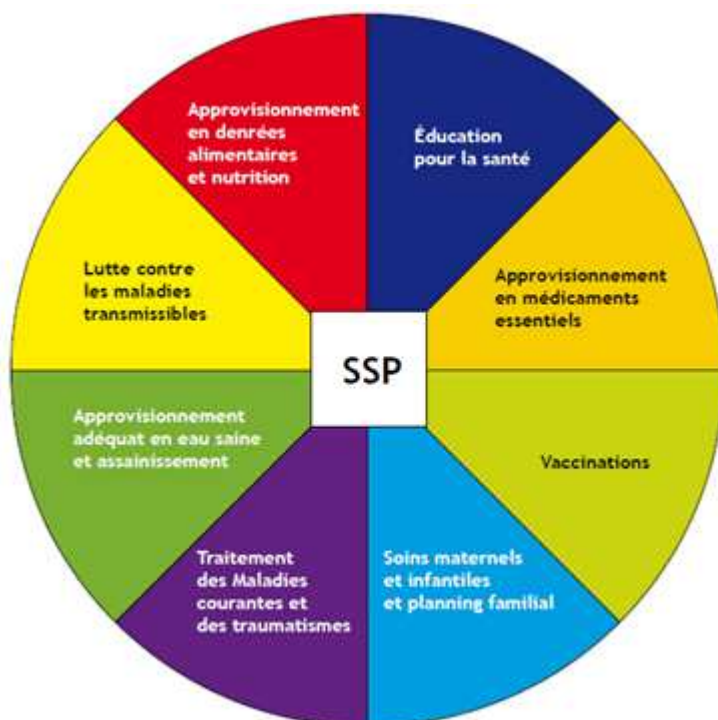 Approvisionnement
en denrées
alimentaires
et nutrition
Éducation
pour la santé
Lutte contre
les maladies
transmissibles
Approvisionnement
en médicaments
essentiels
SSP
Approvisionnement
adéquat en eau saine
et assainissement
Vaccinations
Traitement
des Maladies
courantes et
des traumatismes
Soins maternels
et infantiles
et planning familial